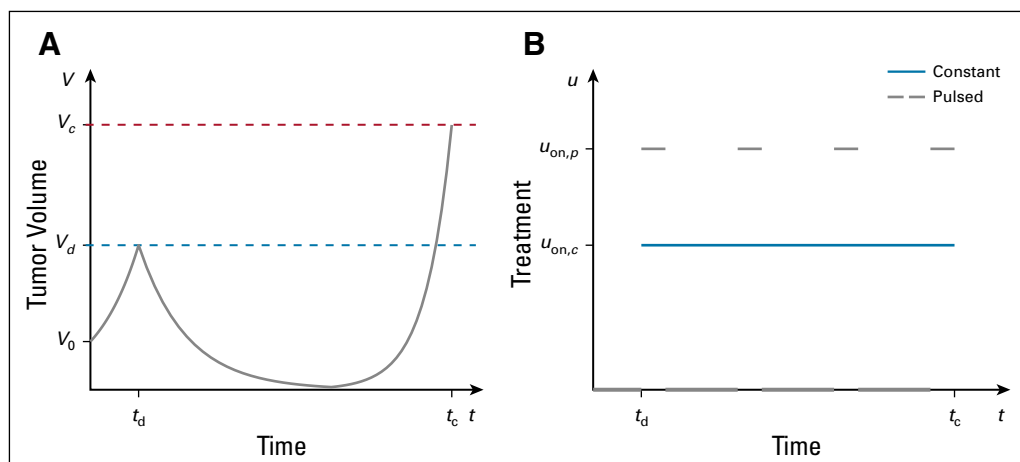 A
V
V_c
V_d
V_0
Tumor Volume
t_d
t_c t
Time
B
u
Constant
Pulsed
u_on,p
u_on,c
Treatment
t_d
t_c t
Time